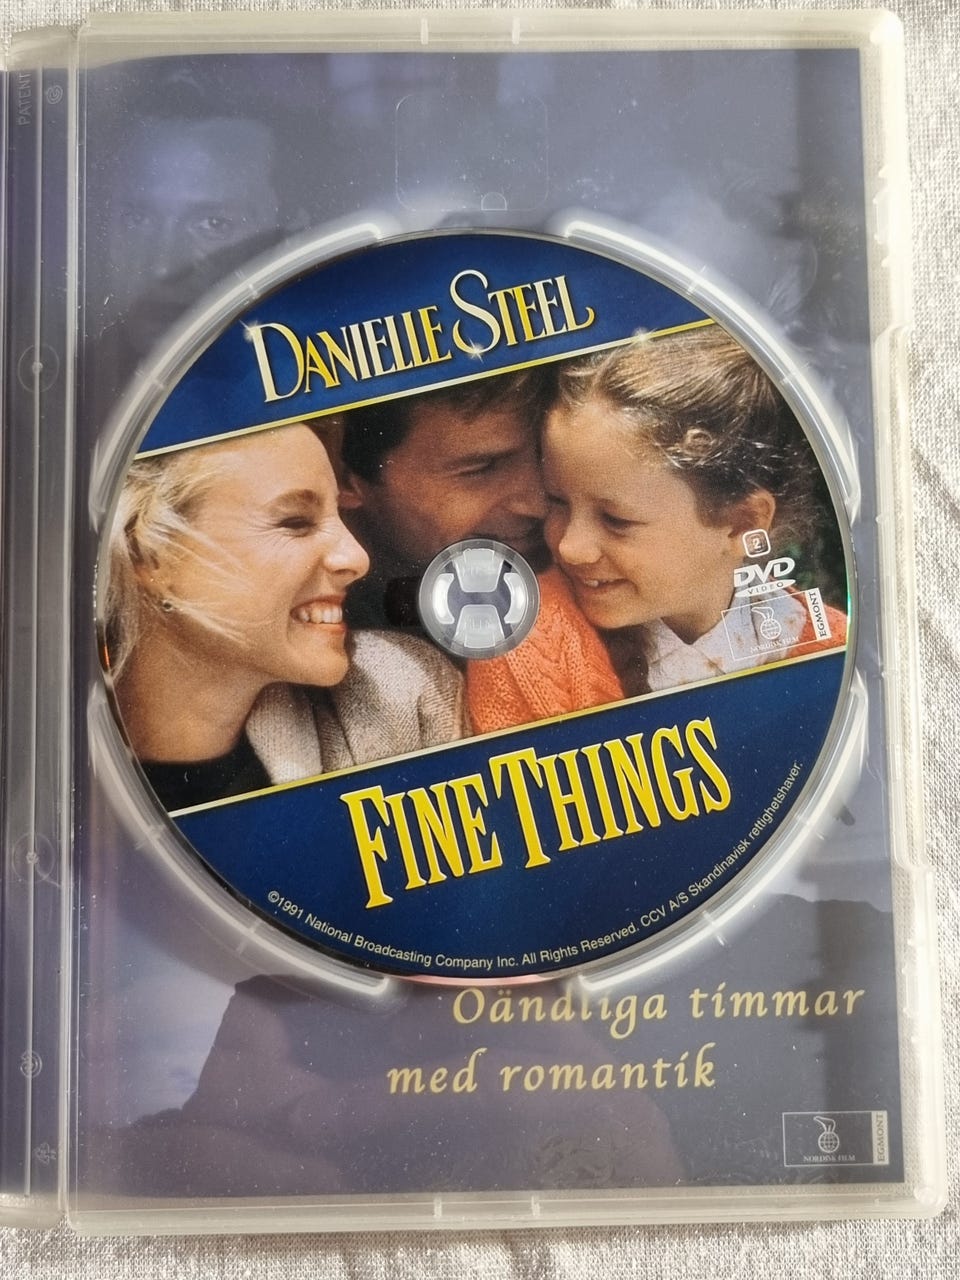 PATENT
DANIELLE STEEL
2
DVD
VIDEO
NORDISK FILM
EGMONT
FINE THINGS
©1991 National Broadcasting Company Inc. All Rights Reserved. CCV A/S Skandinavisk rettighetshaver.
Oändliga timmar
med romantik
NORDISK FILM
EGMONT